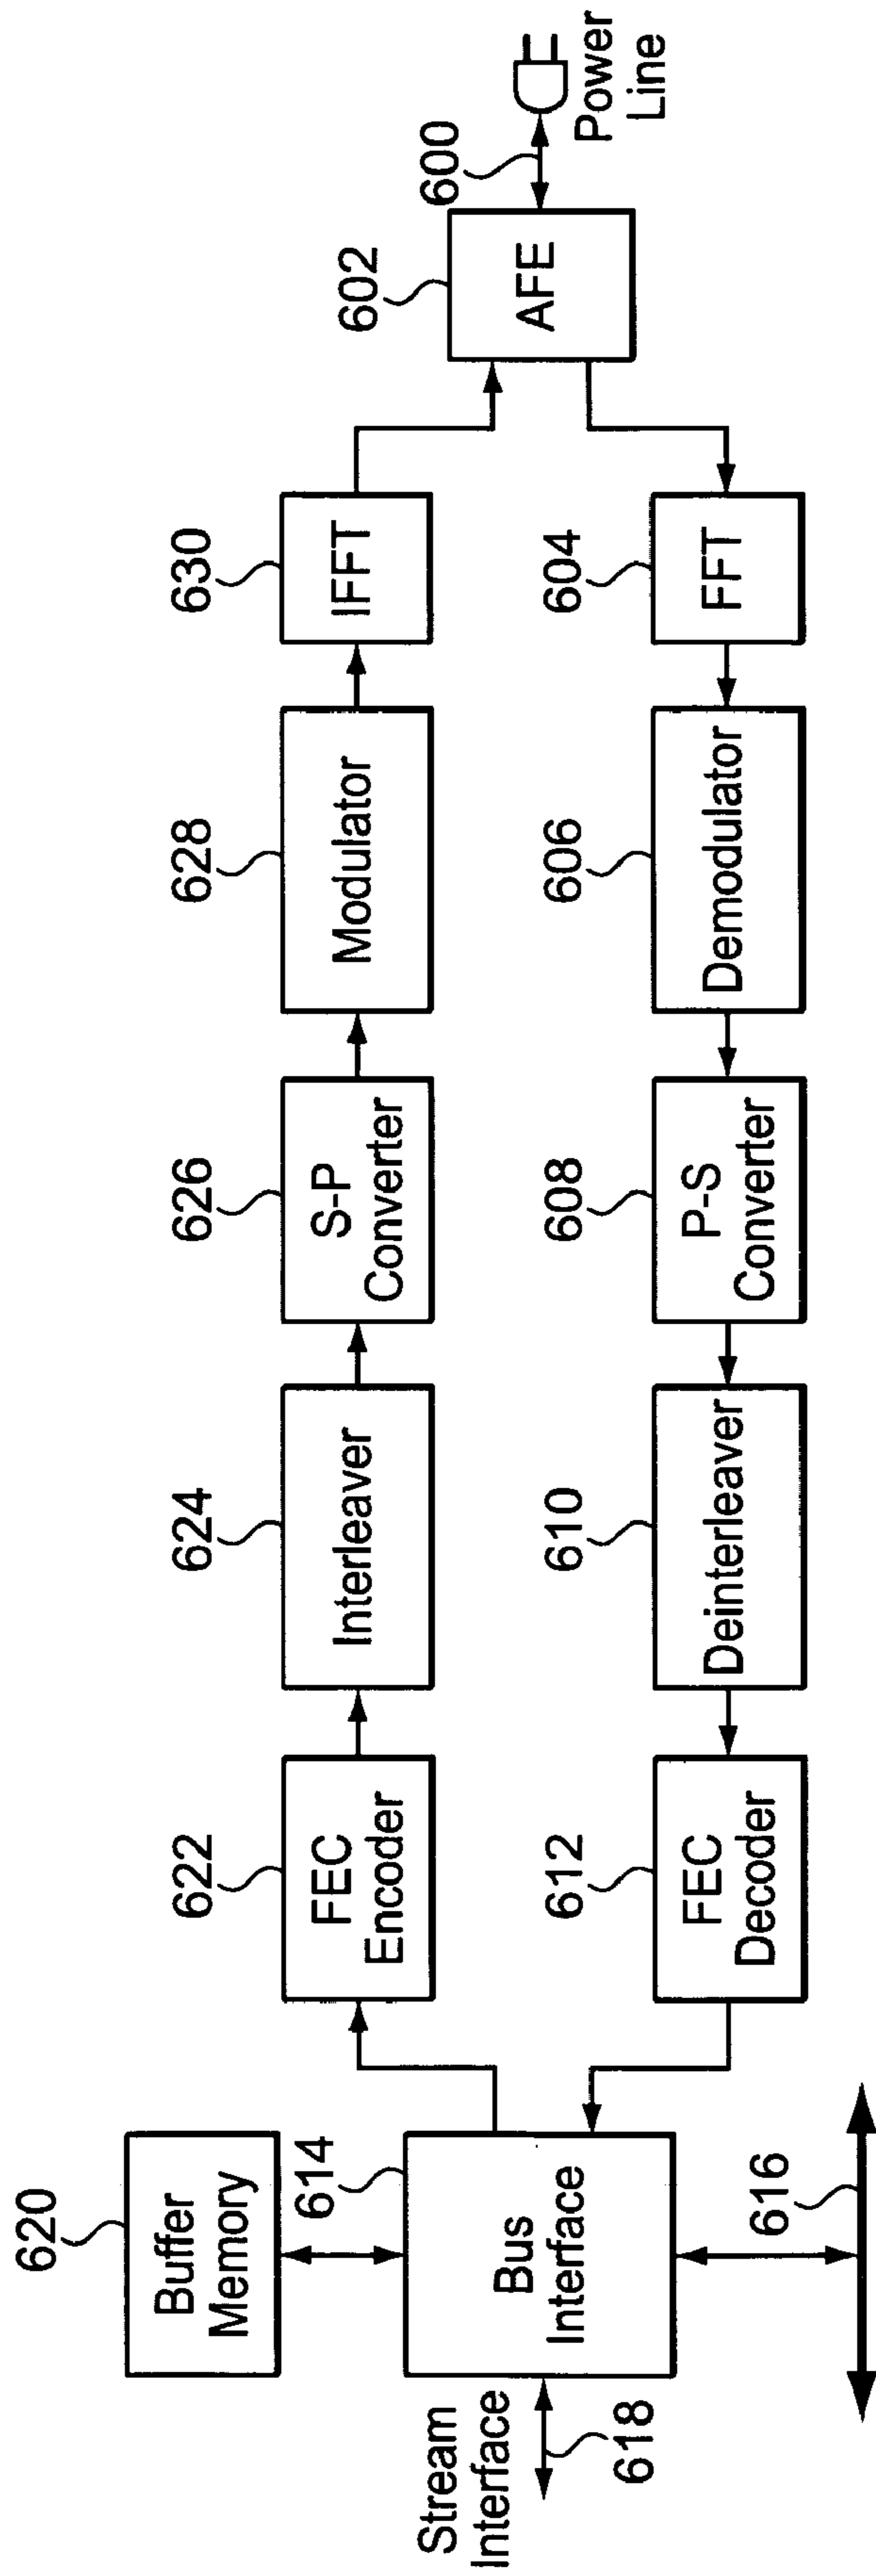 620
Buffer
Memory
614
Stream
Interface
618
Bus
Interface
616
622
FEC
Encoder
624
Interleaver
626
S-P
Converter
628
Modulator
630
IFFT
602
AFE
600
Power
Line
612
FEC
Decoder
610
Deinterleaver
608
P-S
Converter
606
Demodulator
604
FFT